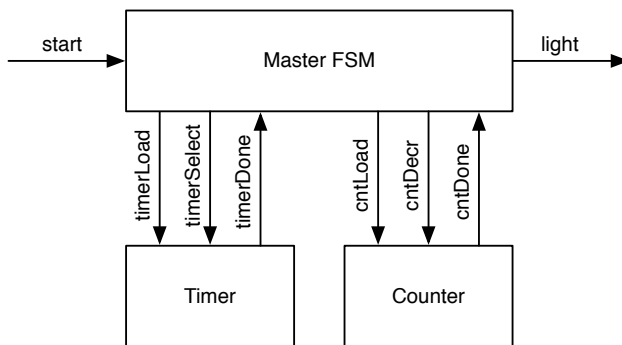 start
Master FSM
light
timerLoad
timerSelect
timerDone
cntLoad
cntDecr
cntDone
Timer
Counter